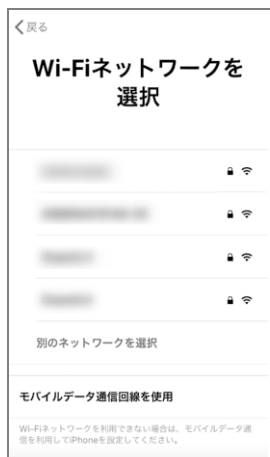 戻る
Wi-Fiネットワークを
選択
別のネットワークを選択
モバイルデータ通信回線を使用
Wi-Fiネットワークを利用できない場合は、モバイルデータ通
信を利用してiPhoneを設定してください。